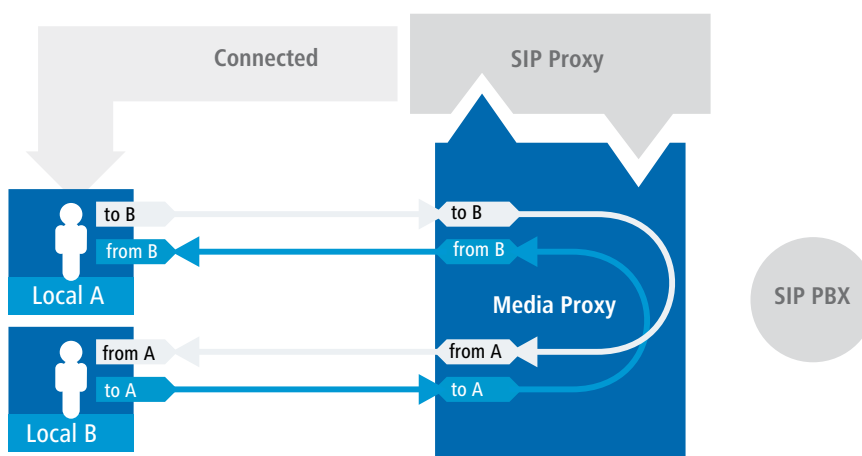 Connected
SIP Proxy
to B
to B
from B
from B
Local A
Media Proxy
SIP PBX
from A
from A
to A
to A
Local B